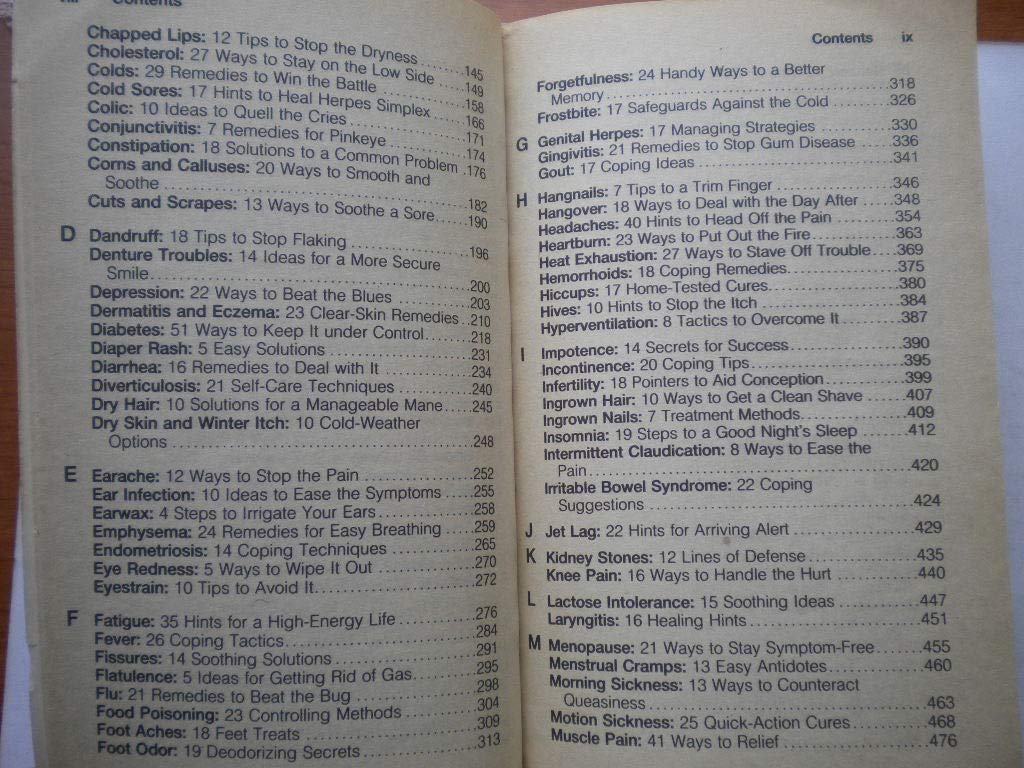 viii Contents
Chapped Lips: 12 Tips to Stop the Dryness........145
Cholesterol: 27 Ways to Stay on the Low Side ....149
Colds: 29 Remedies to Win the Battle ............158
Cold Sores: 17 Hints to Heal Herpes Simplex ....166
Colic: 10 Ideas to Quell the Cries ................171
Conjunctivitis: 7 Remedies for Pinkeye ...........174
Constipation: 18 Solutions to a Common Problem .176
Corns and Calluses: 20 Ways to Smooth and
Soothe ........................................182
Cuts and Scrapes: 13 Ways to Soothe a Sore.....190
D Dandruff: 18 Tips to Stop Flaking ................196
Denture Troubles: 14 Ideas for a More Secure
Smile..........................................200
Depression: 22 Ways to Beat the Blues ..........203
Dermatitis and Eczema: 23 Clear-Skin Remedies ..210
Diabetes: 51 Ways to Keep It under Control.......218
Diaper Rash: 5 Easy Solutions ...................231
Diarrhea: 16 Remedies to Deal with It ............234
Diverticulosis: 21 Self-Care Techniques ..........240
Dry Hair: 10 Solutions for a Manageable Mane.....245
Dry Skin and Winter Itch: 10 Cold-Weather
Options .......................................248
E Earache: 12 Ways to Stop the Pain ...............252
Ear Infection: 10 Ideas to Ease the Symptoms ....255
Earwax: 4 Steps to Irrigate Your Ears.............258
Emphysema: 24 Remedies for Easy Breathing .....259
Endometriosis: 14 Coping Techniques ............265
Eye Redness: 5 Ways to Wipe It Out .............270
Eyestrain: 10 Tips to Avoid It.....................272
F Fatigue: 35 Hints for a High-Energy Life ...........276
Fever: 26 Coping Tactics.........................284
Fissures: 14 Soothing Solutions ..................291
Flatulence: 5 Ideas for Getting Rid of Gas.........295
Flu: 21 Remedies to Beat the Bug ................298
Food Poisoning: 23 Controlling Methods ..........304
Foot Aches: 18 Feet Treats ......................309
Foot Odor: 19 Deodorizing Secrets ...............313
Contents ix
Forgetfulness: 24 Handy Ways to a Better
Memory........................................318
Frostbite: 17 Safeguards Against the Cold ........326
G Genital Herpes: 17 Managing Strategies ..........330
Gingivitis: 21 Remedies to Stop Gum Disease ....336
Gout: 17 Coping Ideas ..........................341
H Hangnails: 7 Tips to a Trim Finger ................346
Hangover: 18 Ways to Deal with the Day After ....348
Headaches: 40 Hints to Head Off the Pain ........354
Heartburn: 23 Ways to Put Out the Fire...........363
Heat Exhaustion: 27 Ways to Stave Off Trouble...369
Hemorrhoids: 18 Coping Remedies...............375
Hiccups: 17 Home-Tested Cures..................380
Hives: 10 Hints to Stop the Itch ..................384
Hyperventilation: 8 Tactics to Overcome It ........387
I Impotence: 14 Secrets for Success ...............390
Incontinence: 20 Coping Tips ....................395
Infertility: 18 Pointers to Aid Conception ..........399
Ingrown Hair: 10 Ways to Get a Clean Shave .....407
Ingrown Nails: 7 Treatment Methods..............409
Insomnia: 19 Steps to a Good Night's Sleep ......412
Intermittent Claudication: 8 Ways to Ease the
Pain...........................................420
Irritable Bowel Syndrome: 22 Coping
Suggestions ...................................424
J Jet Lag: 22 Hints for Arriving Alert ...............429
K Kidney Stones: 12 Lines of Defense..............435
Knee Pain: 16 Ways to Handle the Hurt ..........440
L Lactose Intolerance: 15 Soothing Ideas ..........447
Laryngitis: 16 Healing Hints .....................451
M Menopause: 21 Ways to Stay Symptom-Free......455
Menstrual Cramps: 13 Easy Antidotes............460
Morning Sickness: 13 Ways to Counteract
Queasiness ....................................463
Motion Sickness: 25 Quick-Action Cures..........468
Muscle Pain: 41 Ways to Relief...................476